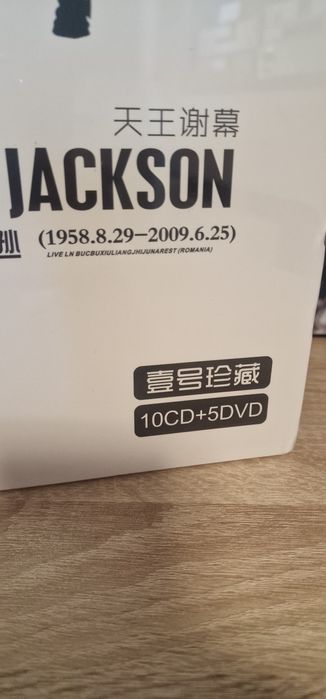 天王谢幕
JACKSON
(1958.8.29—2009.6.25)
LIVE LN BUCBUXIULIANGJHIJUNAREST (ROMANIA)
壹号珍藏
10CD+5DVD